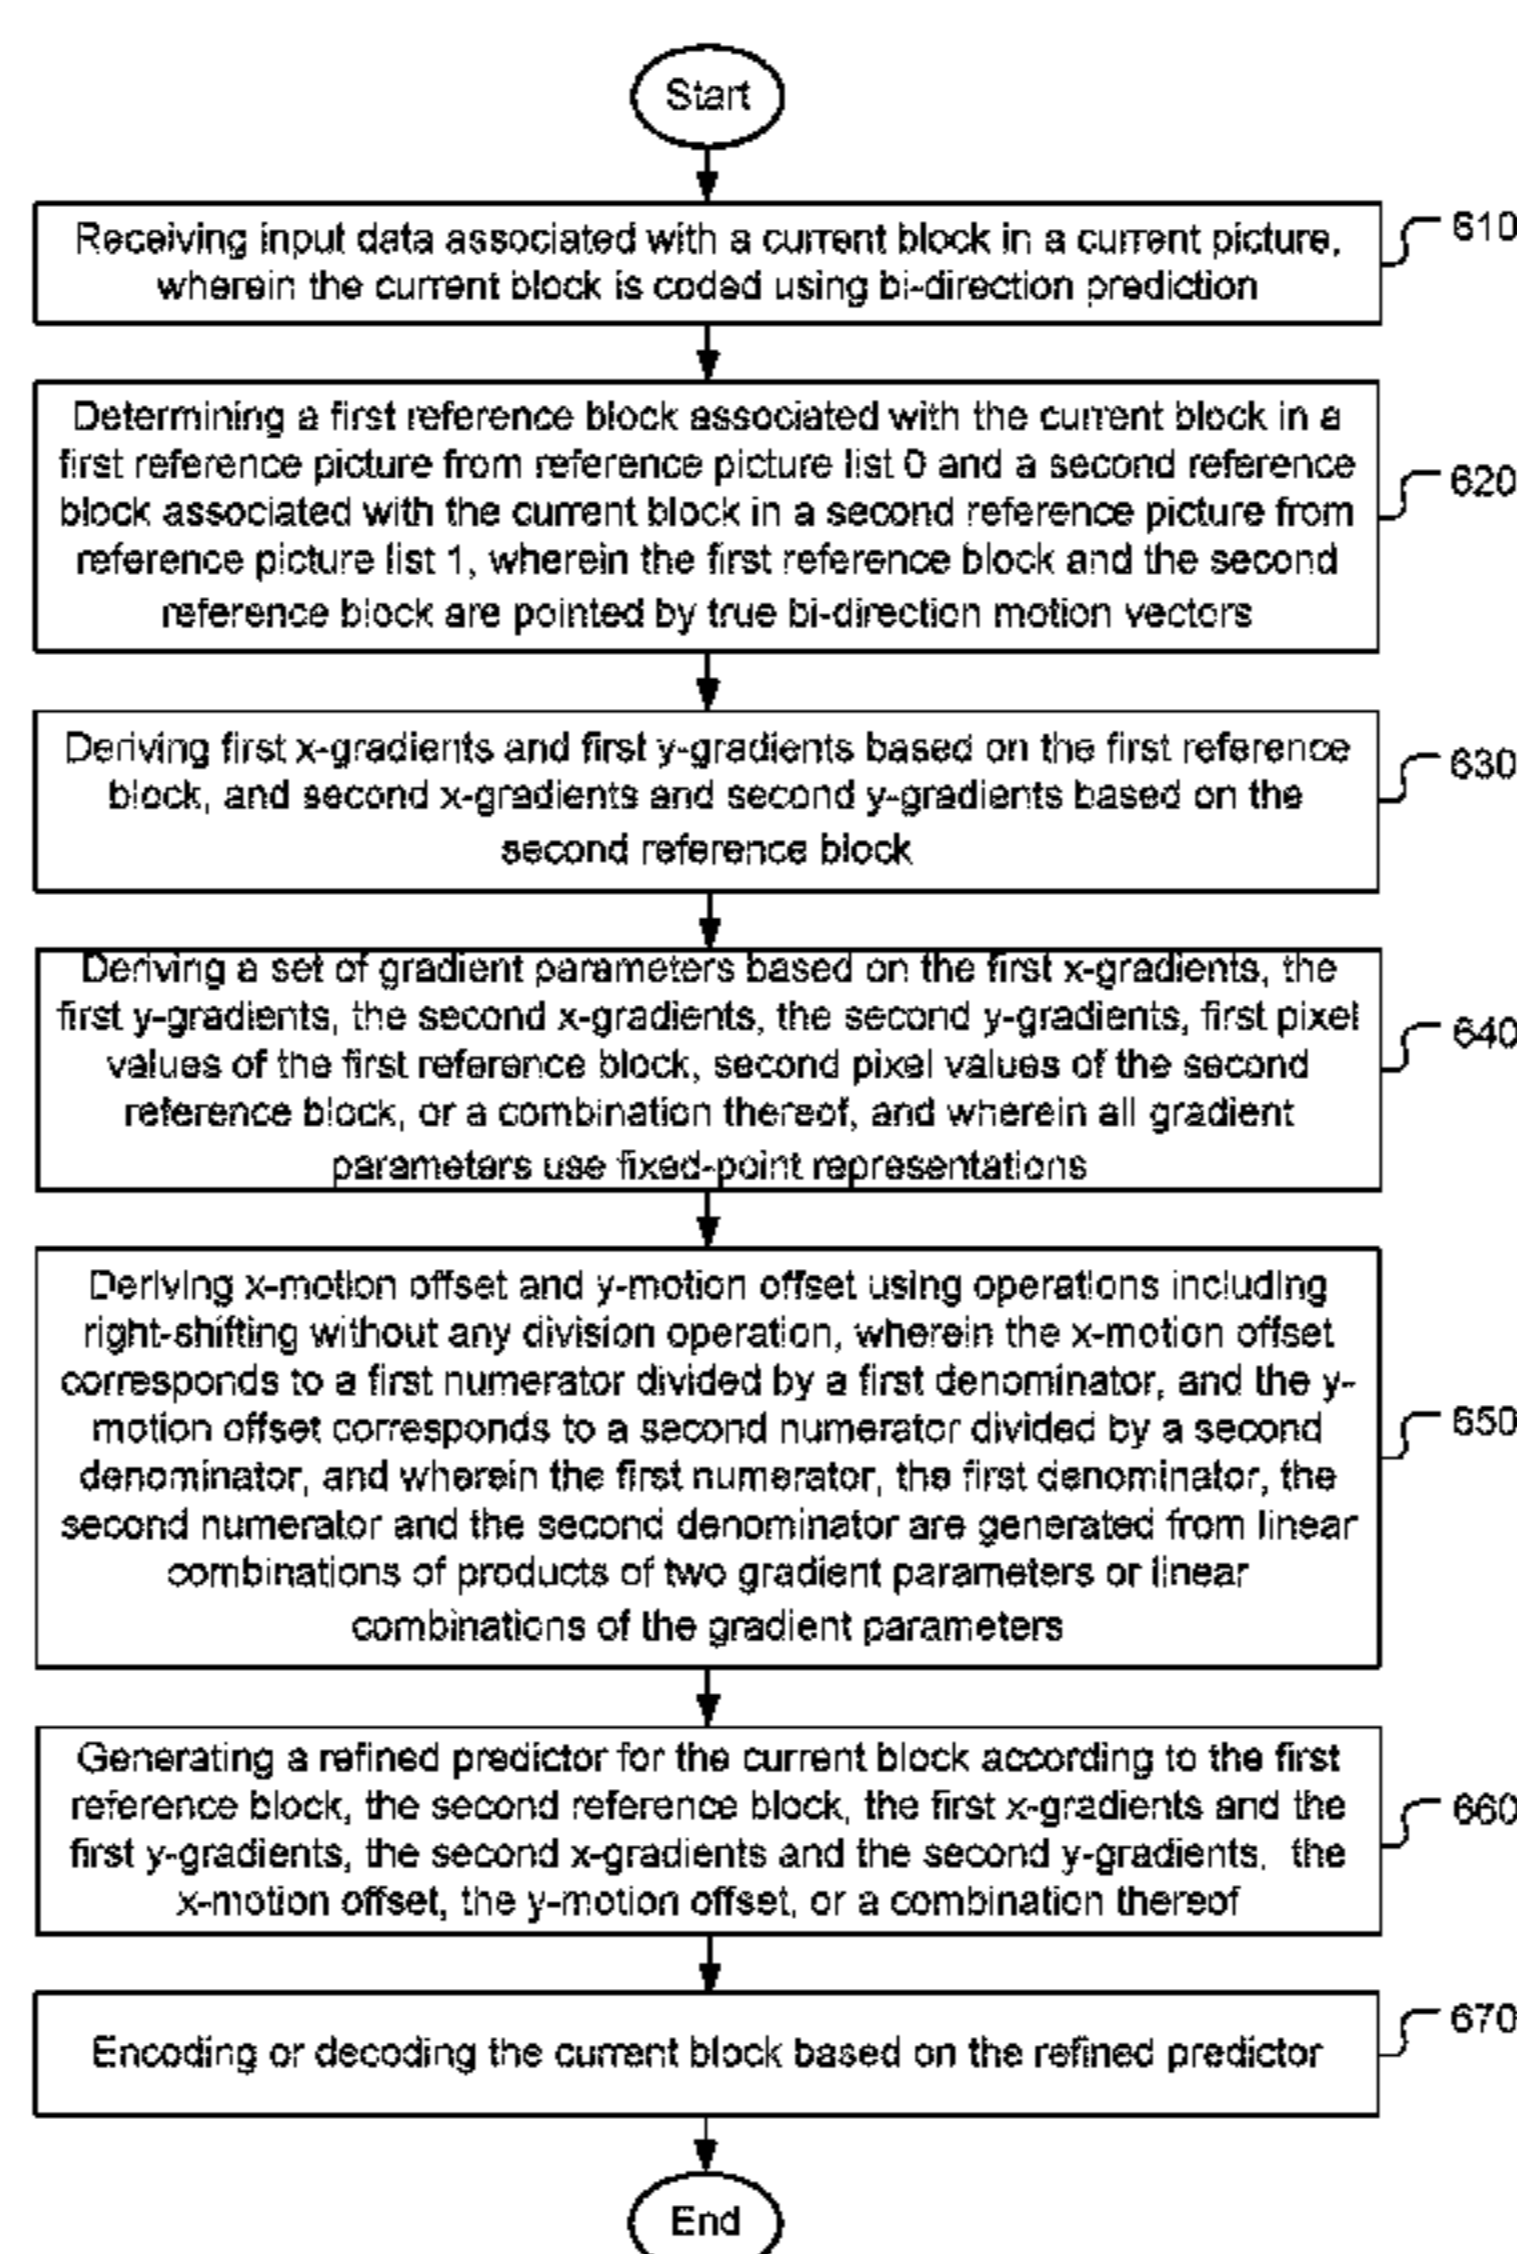 Start
Receiving input data associated with a current block in a current picture,
wherein the current block is coded using bi-direction prediction
610
Determining a first reference block associated with the current block in a
first reference picture from reference picture list 0 and a second reference
block associated with the current block in a second reference picture from
reference picture list 1, wherein the first reference block and the second
reference block are pointed by true bi-direction motion vectors
620
Deriving first x-gradients and first y-gradients based on the first reference
block, and second x-gradients and second y-gradients based on the
second reference block
630
Deriving a set of gradient parameters based on the first x-gradients, the
first y-gradients, the second x-gradients, the second y-gradients, first pixel
values of the first reference block, second pixel values of the second
reference block, or a combination thereof, and wherein all gradient
parameters use fixed-point representations
640
Deriving x-motion offset and y-motion offset using operations including
right-shifting without any division operation, wherein the x-motion offset
corresponds to a first numerator divided by a first denominator, and the y-
motion offset corresponds to a second numerator divided by a second
denominator, and wherein the first numerator, the first denominator, the
second numerator and the second denominator are generated from linear
combinations of products of two gradient parameters or linear
combinations of the gradient parameters
650
Generating a refined predictor for the current block according to the first
reference block, the second reference block, the first x-gradients and the
first y-gradients, the second x-gradients and the second y-gradients, the
x-motion offset, the y-motion offset, or a combination thereof
660
Encoding or decoding the current block based on the refined predictor
670
End